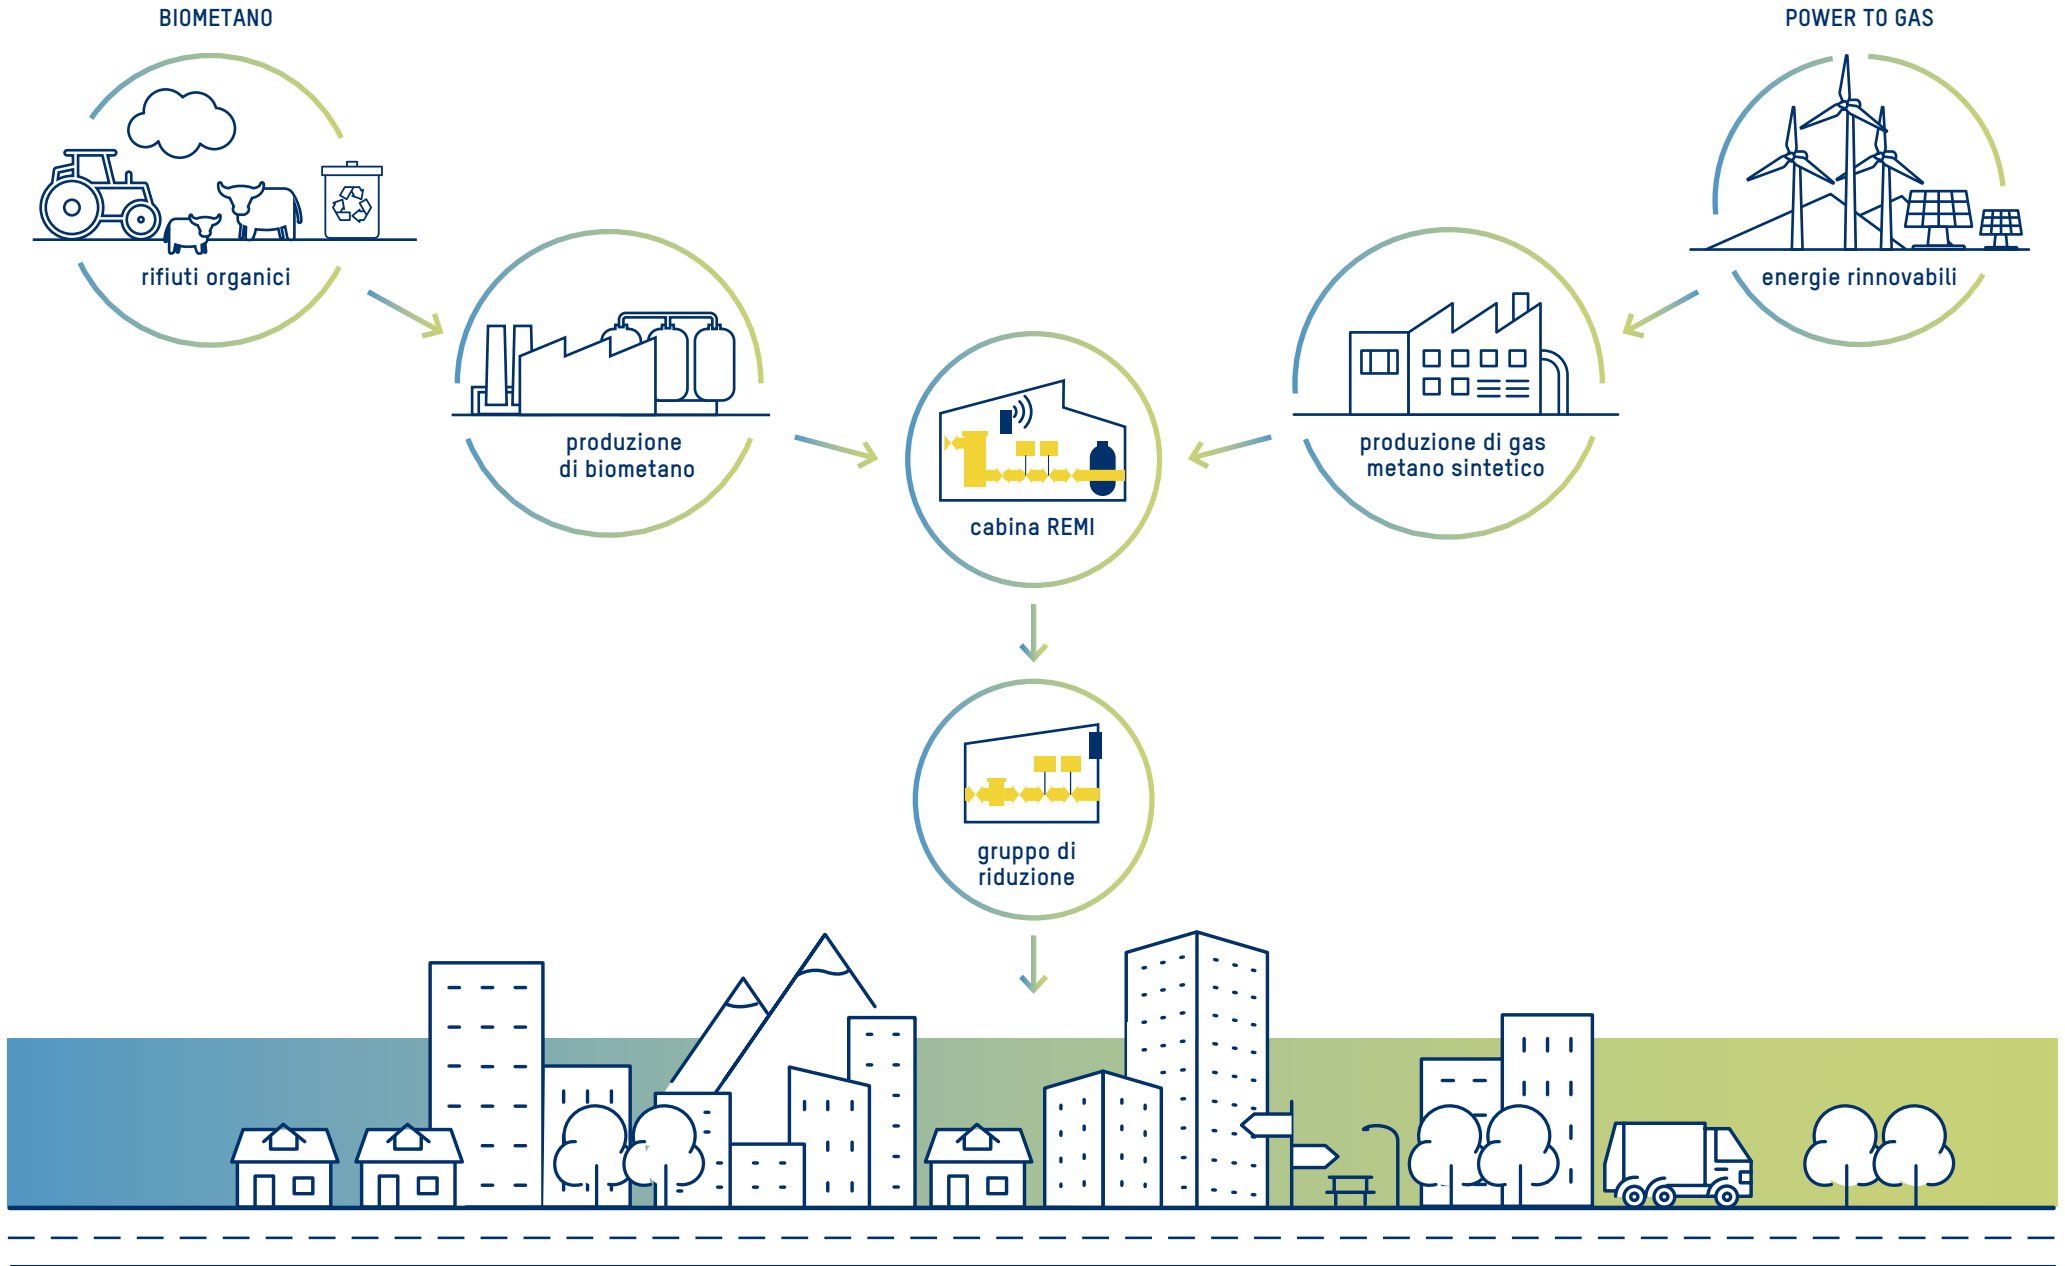 BIOMETANO
POWER TO GAS
rifiuti organici
energie rinnovabili
produzione
di biometano
produzione di gas
metano sintetico
cabina REMI
gruppo di
riduzione